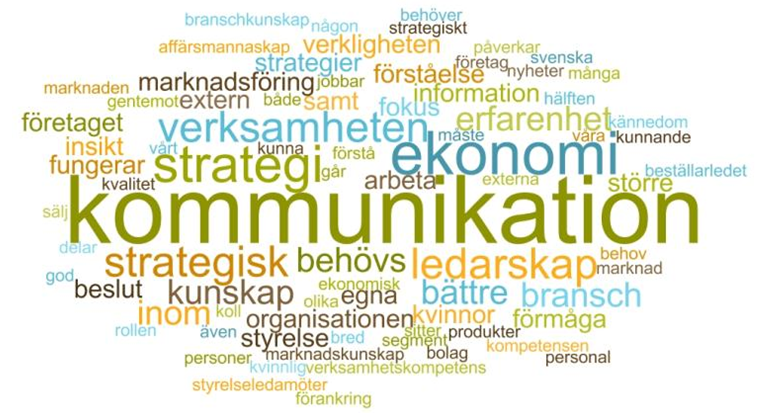 behöver
branschkunskap någon strategiskt
affärsmannaskap verkligheten påverkar
strategier företag svenska
marknadsföring jobbar förståelse nyheter många
marknaden information
gentemot extern både samt fokus hälften
företaget verksamheten erfarenhet kännedom
måste våra kunnande
insikt vårt kunna ekonomi
fungerar strategi förstå
går beställarledet
kvalitet arbeta externa större
sälj kommunikation
delar
strategisk behövs ledarskap behov
god marknad
beslut kunskap ekonomisk bättre bransch
olika egna
inom koll organisationen kvinnor förmåga
rollen även styrelse bred sitter produkter
segment kompetensen
personer marknadskunskap bolag personal
kvinnlig verksamhetskompetens
styrelseledamöter
förankring